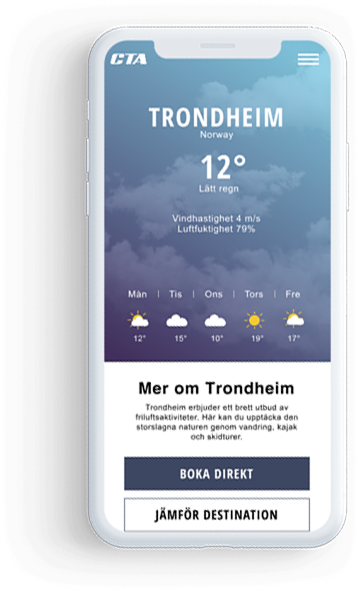 CTA
TRONDHEIM
Norway
12°
Lätt regn
Vindhastighet 4 m/s
Luftfuktighet 79%
Mån | Tis | Ons | Tors | Fre
12° 15° 10° 19° 17°
Mer om Trondheim
Trondheim erbjuder ett brett utbud av
friluftsaktiviteter. Här kan du upptäcka den
storslagna naturen genom vandring, kajak
och skidturer.
BOKA DIREKT
JÄMFÖR DESTINATION